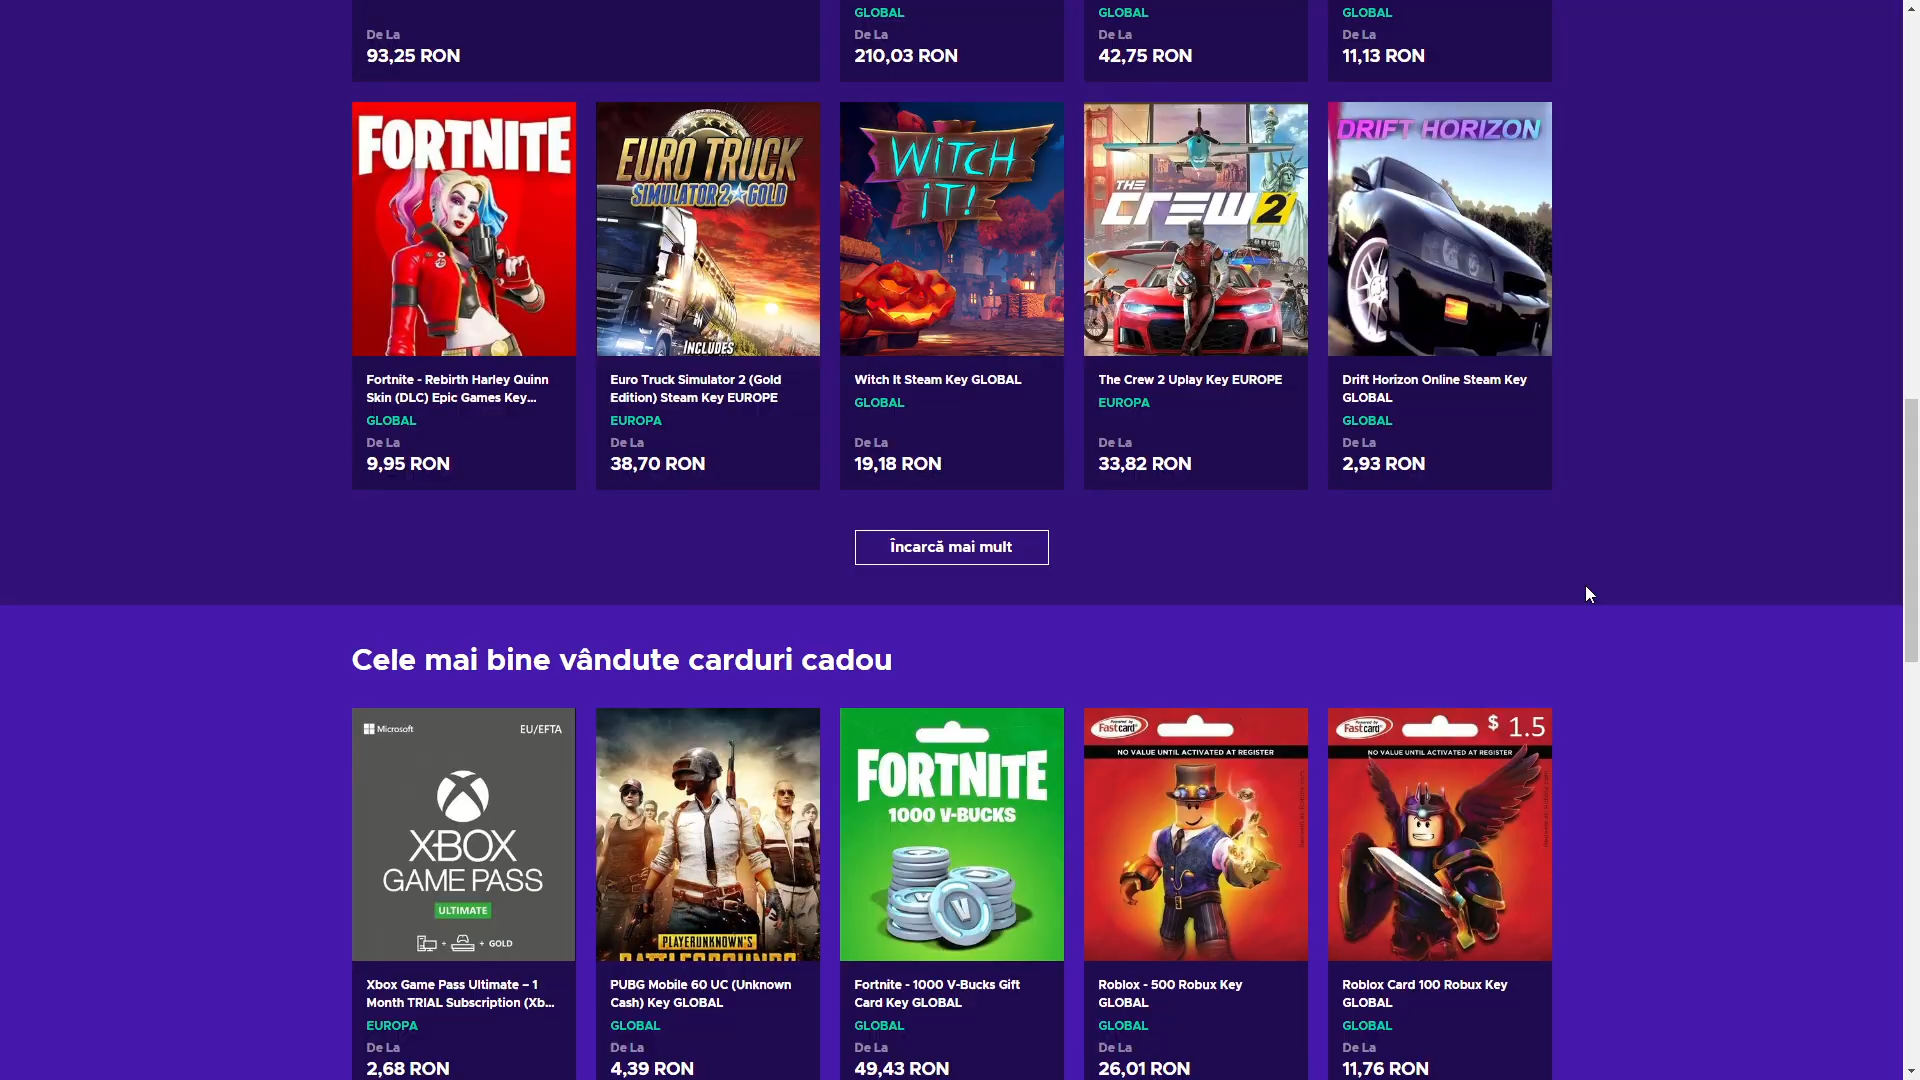 GLOBAL
GLOBAL
GLOBAL
De La
De La
De La
De La
93,25 RON
210,03 RON
42,75 RON
11,13 RON
FORTNITE
EURO TRUCK
SIMULATOR 2 GOLD
INCLUDES
WiTCH
iT!
THE
CREW 2
DRIFT HORIZON
Fortnite - Rebirth Harley Quinn
Skin (DLC) Epic Games Key...
GLOBAL
De La
9,95 RON
Euro Truck Simulator 2 (Gold
Edition) Steam Key EUROPE
EUROPA
De La
38,70 RON
Witch It Steam Key GLOBAL
GLOBAL
De La
19,18 RON
The Crew 2 Uplay Key EUROPE
EUROPA
De La
33,82 RON
Drift Horizon Online Steam Key
GLOBAL
GLOBAL
De La
2,93 RON
Încarcă mai mult
Cele mai bine vândute carduri cadou
Microsoft
EU/EFTA
XBOX
GAME PASS
ULTIMATE
+ + GOLD
PLAYERUNKNOWN'S
BATTLEGROUNDS
FORTNITE
1000 V-BUCKS
Powered by
Fastcard
NO VALUE UNTIL ACTIVATED AT REGISTER
Powered by
Fastcard
$ 1.5
NO VALUE UNTIL ACTIVATED AT REGISTER
Xbox Game Pass Ultimate – 1
Month TRIAL Subscription (Xb...
EUROPA
De La
2,68 RON
PUBG Mobile 60 UC (Unknown
Cash) Key GLOBAL
GLOBAL
De La
4,39 RON
Fortnite - 1000 V-Bucks Gift
Card Key GLOBAL
GLOBAL
De La
49,43 RON
Roblox - 500 Robux Key
GLOBAL
GLOBAL
De La
26,01 RON
Roblox Card 100 Robux Key
GLOBAL
GLOBAL
De La
11,76 RON